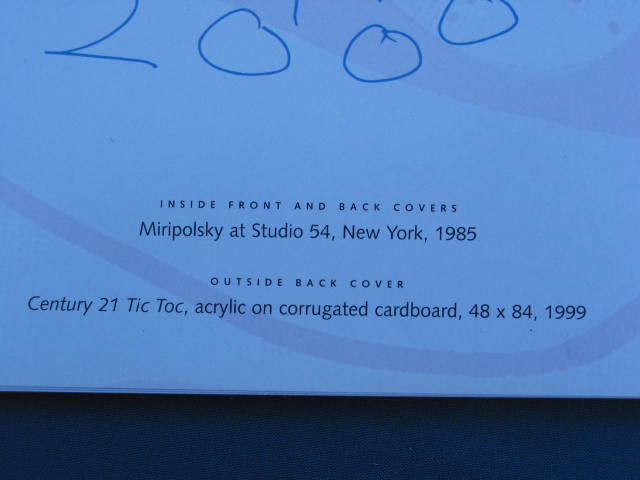 2000
INSIDE FRONT AND BACK COVERS
Miripolsky at Studio 54, New York, 1985
OUTSIDE BACK COVER
Century 21 Tic Toc, acrylic on corrugated cardboard, 48 x 84, 1999